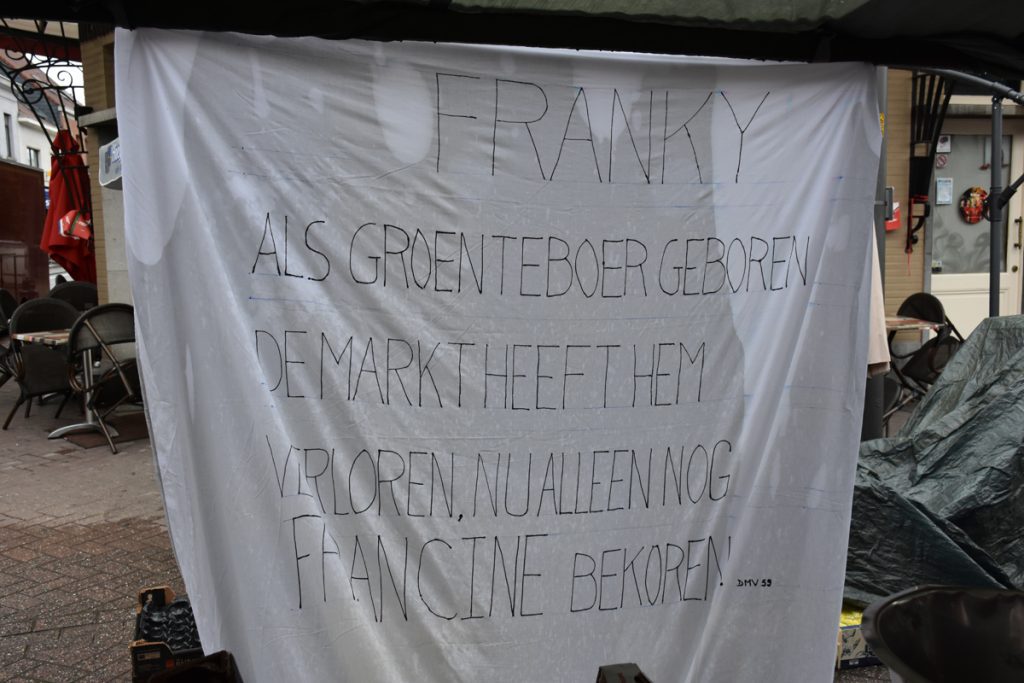 FRANKY
ALS GROENTEBOER GEBOREN
DE MARKT HEEFT HEM
VERLOREN, NU ALLEEN NOG
FRANCINE BEKOREN!
DMV 59